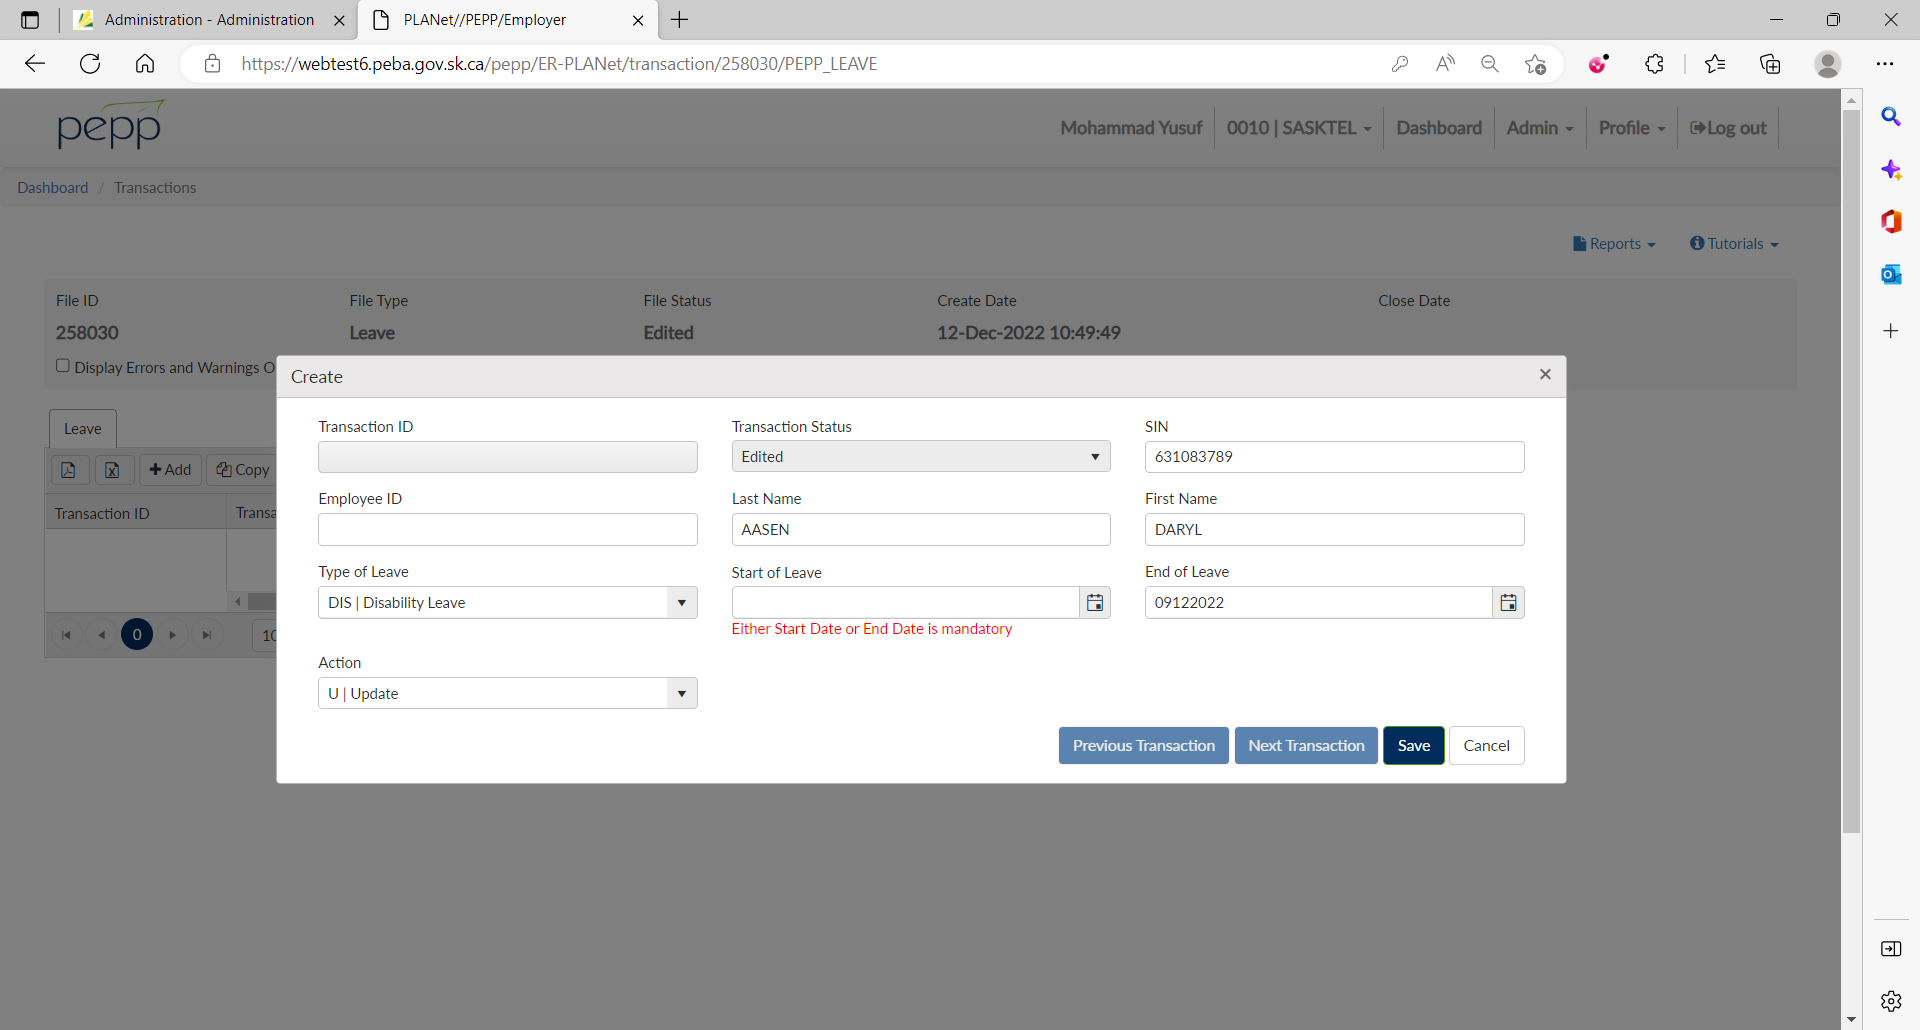 Administration - Administration
PLANet//PEPP/Employer
https://webtest6.peba.gov.sk.ca/pepp/ER-PLANet/transaction/258030/PEPP_LEAVE
pepp
Mohammad Yusuf
0010 | SASKTEL
Dashboard
Admin
Profile
Log out
Dashboard / Transactions
Reports
Tutorials
File ID
File Type
File Status
Create Date
Close Date
258030
Leave
Edited
12-Dec-2022 10:49:49
Display Errors and Warnings O
Create
Leave
Add
Copy
Transaction ID
Transa
0
10
Transaction ID
Transaction Status
SIN
Edited
631083789
Employee ID
Last Name
First Name
AASEN
DARYL
Type of Leave
Start of Leave
End of Leave
DIS | Disability Leave
09122022
Either Start Date or End Date is mandatory
Action
U | Update
Previous Transaction
Next Transaction
Save
Cancel